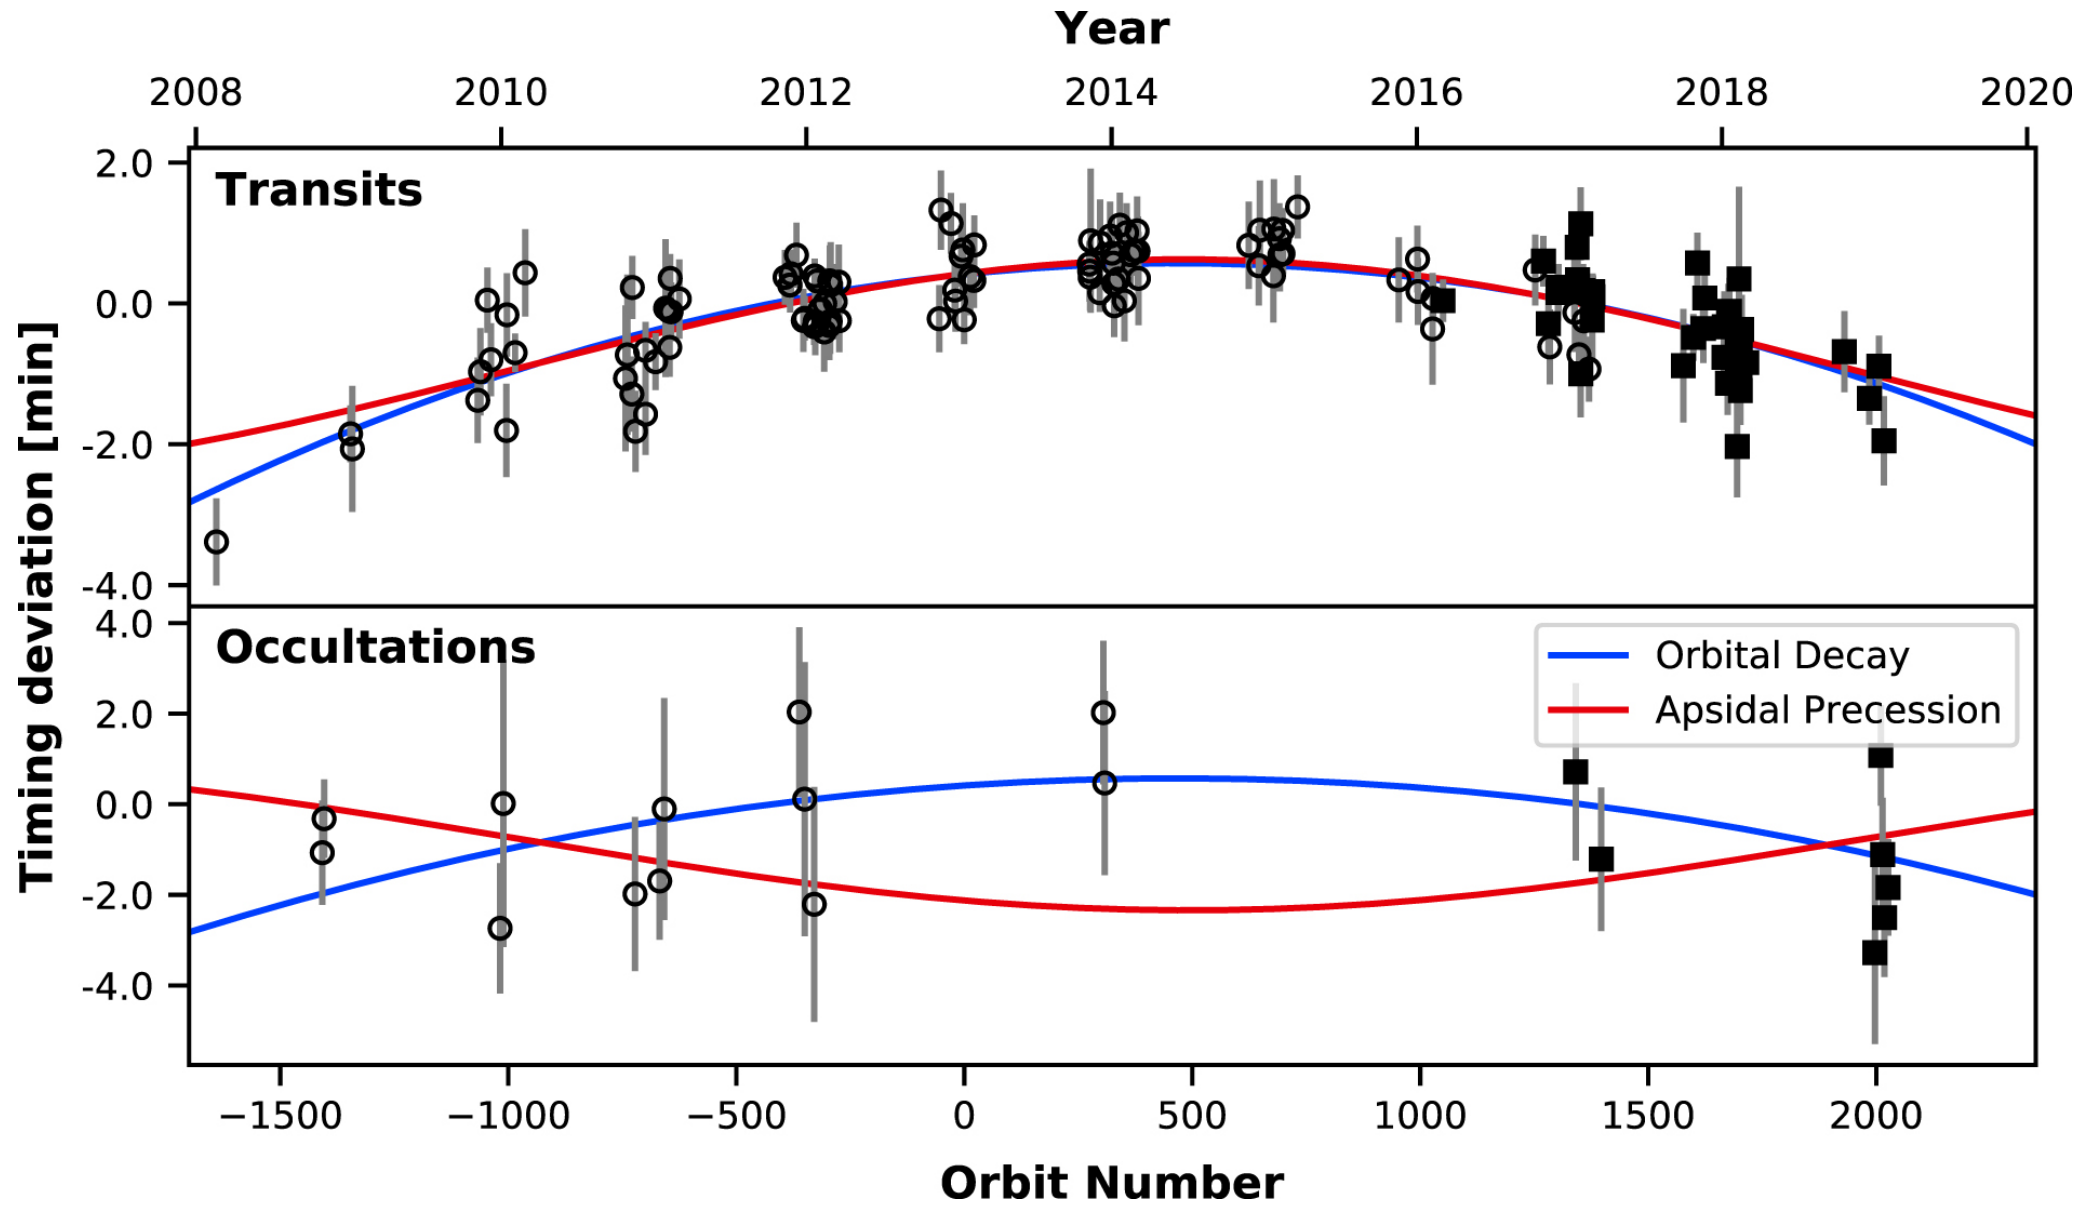 Year
2008 2010 2012 2014 2016 2018 2020
Transits
2.0
0.0
-2.0
-4.0
Timing deviation [min]
Occultations
4.0
2.0
0.0
-2.0
-4.0
Orbital Decay
Apsidal Precession
−1500 −1000 −500 0 500 1000 1500 2000
Orbit Number